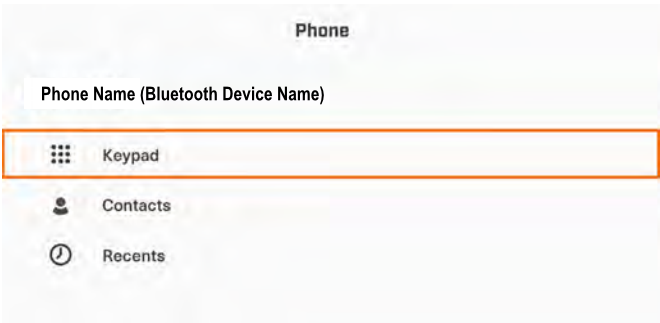 Phone
Phone Name (Bluetooth Device Name)
Keypad
Contacts
Recents